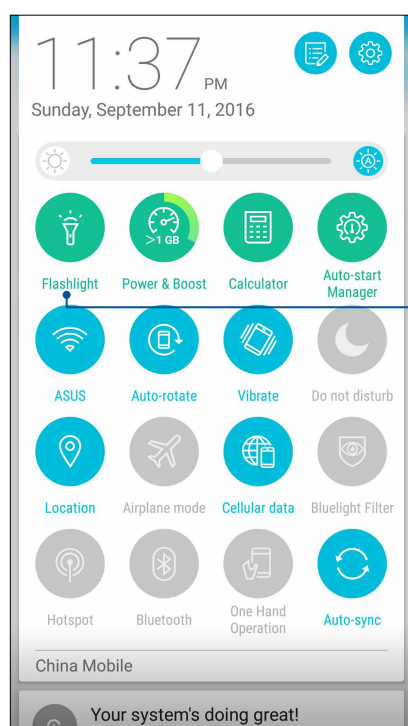 11:37 PM
Sunday, September 11, 2016
A
>1 GB
Flashlight
Power & Boost
Calculator
Auto-start
Manager
ASUS
Auto-rotate
Vibrate
Do not disturb
Location
Airplane mode
Cellular data
Bluelight Filter
Hotspot
Bluetooth
One Hand
Operation
Auto-sync
China Mobile
Your system's doing great!